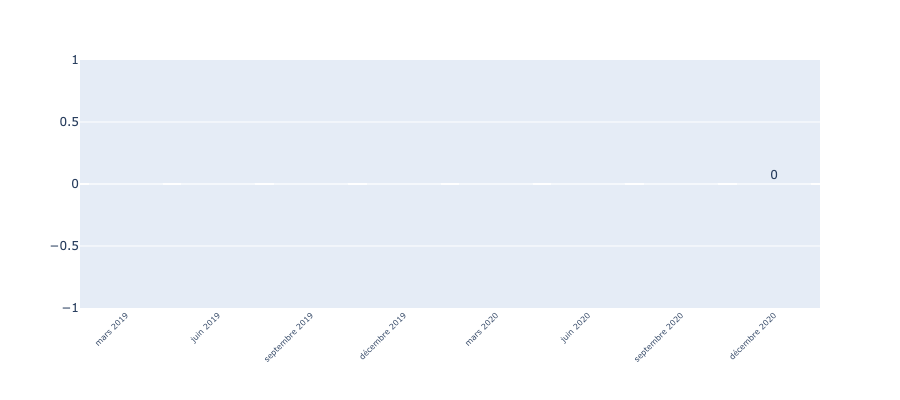 1
0.5
0
0
−0.5
−1
mars 2019
juin 2019
septembre 2019
décembre 2019
mars 2020
juin 2020
septembre 2020
décembre 2020